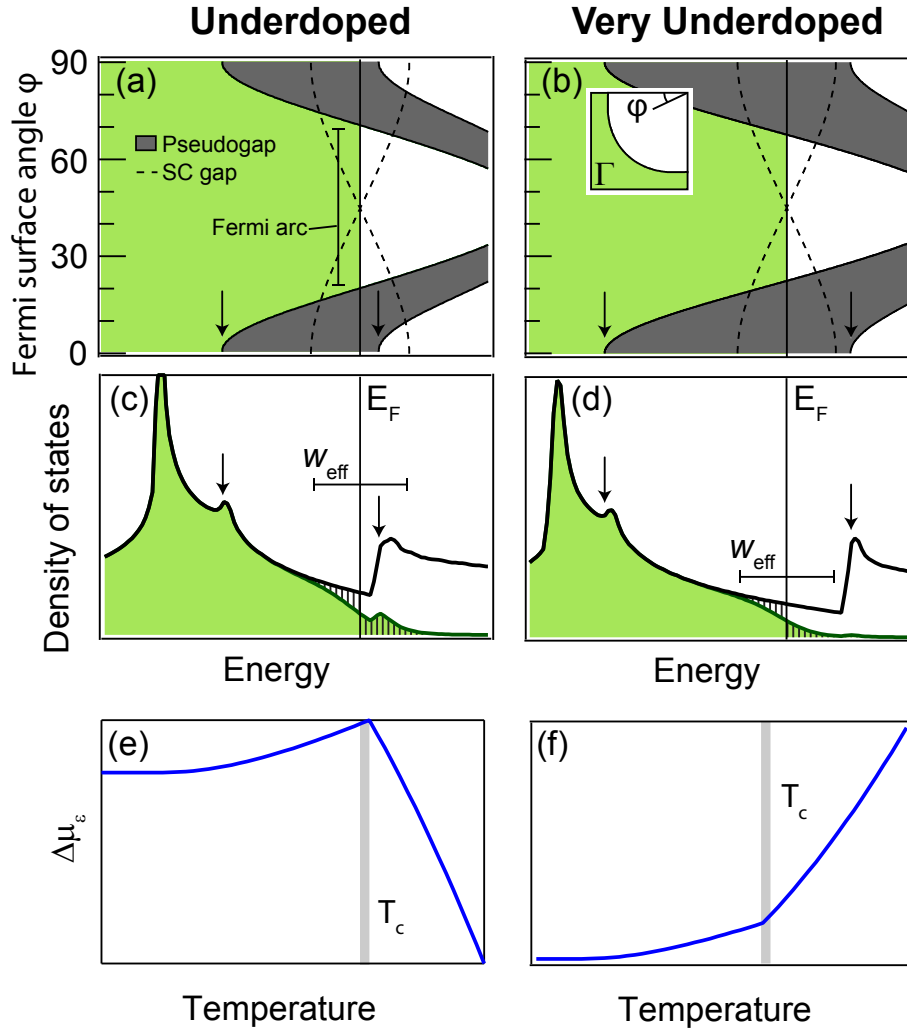 Underdoped
Very Underdoped
Fermi surface angle φ
90
60
30
0
(a)
Pseudogap
SC gap
Fermi arc
(b)
φ
Γ
Density of states
(c)
E_F
w_eff
(d)
E_F
w_eff
Energy
Energy
Δμ_ε
(e)
T_c
(f)
T_c
Temperature
Temperature